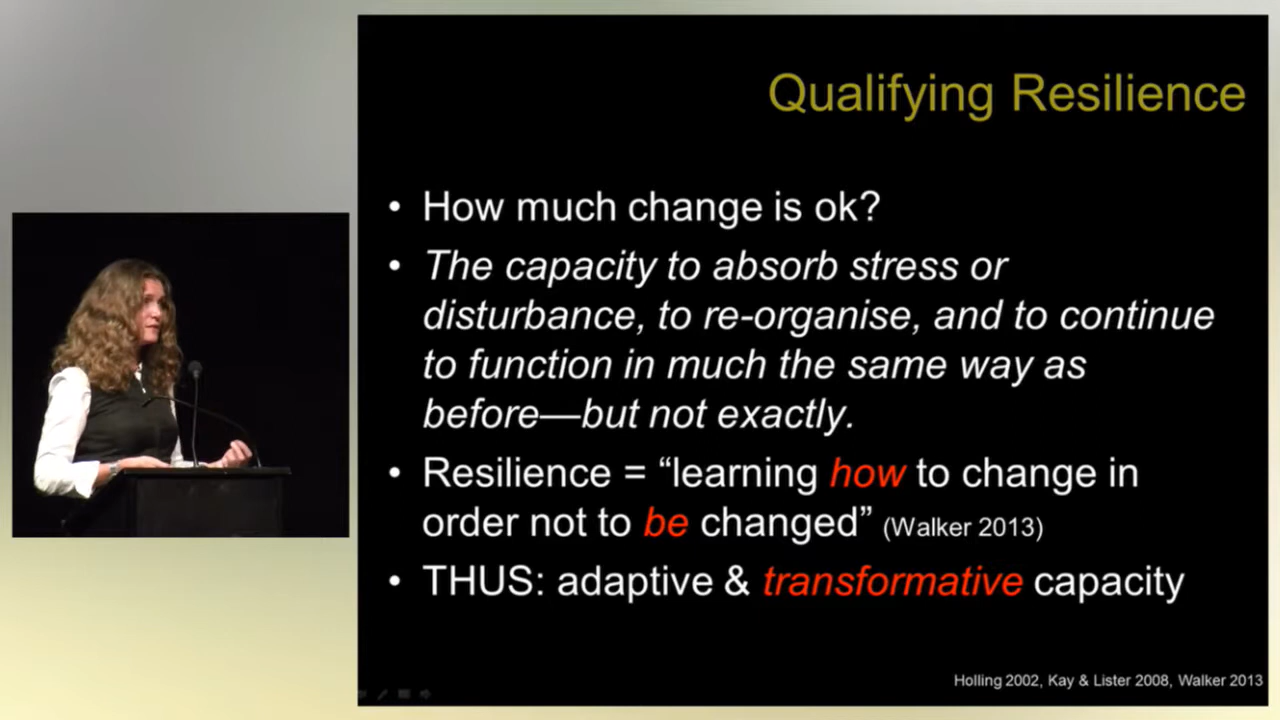 Qualifying Resilience
• How much change is ok?
• The capacity to absorb stress or
disturbance, to re-organise, and to continue
to function in much the same way as
before—but not exactly.
• Resilience = “learning how to change in
order not to be changed” (Walker 2013)
• THUS: adaptive & transformative capacity
Holling 2002, Kay & Lister 2008, Walker 2013